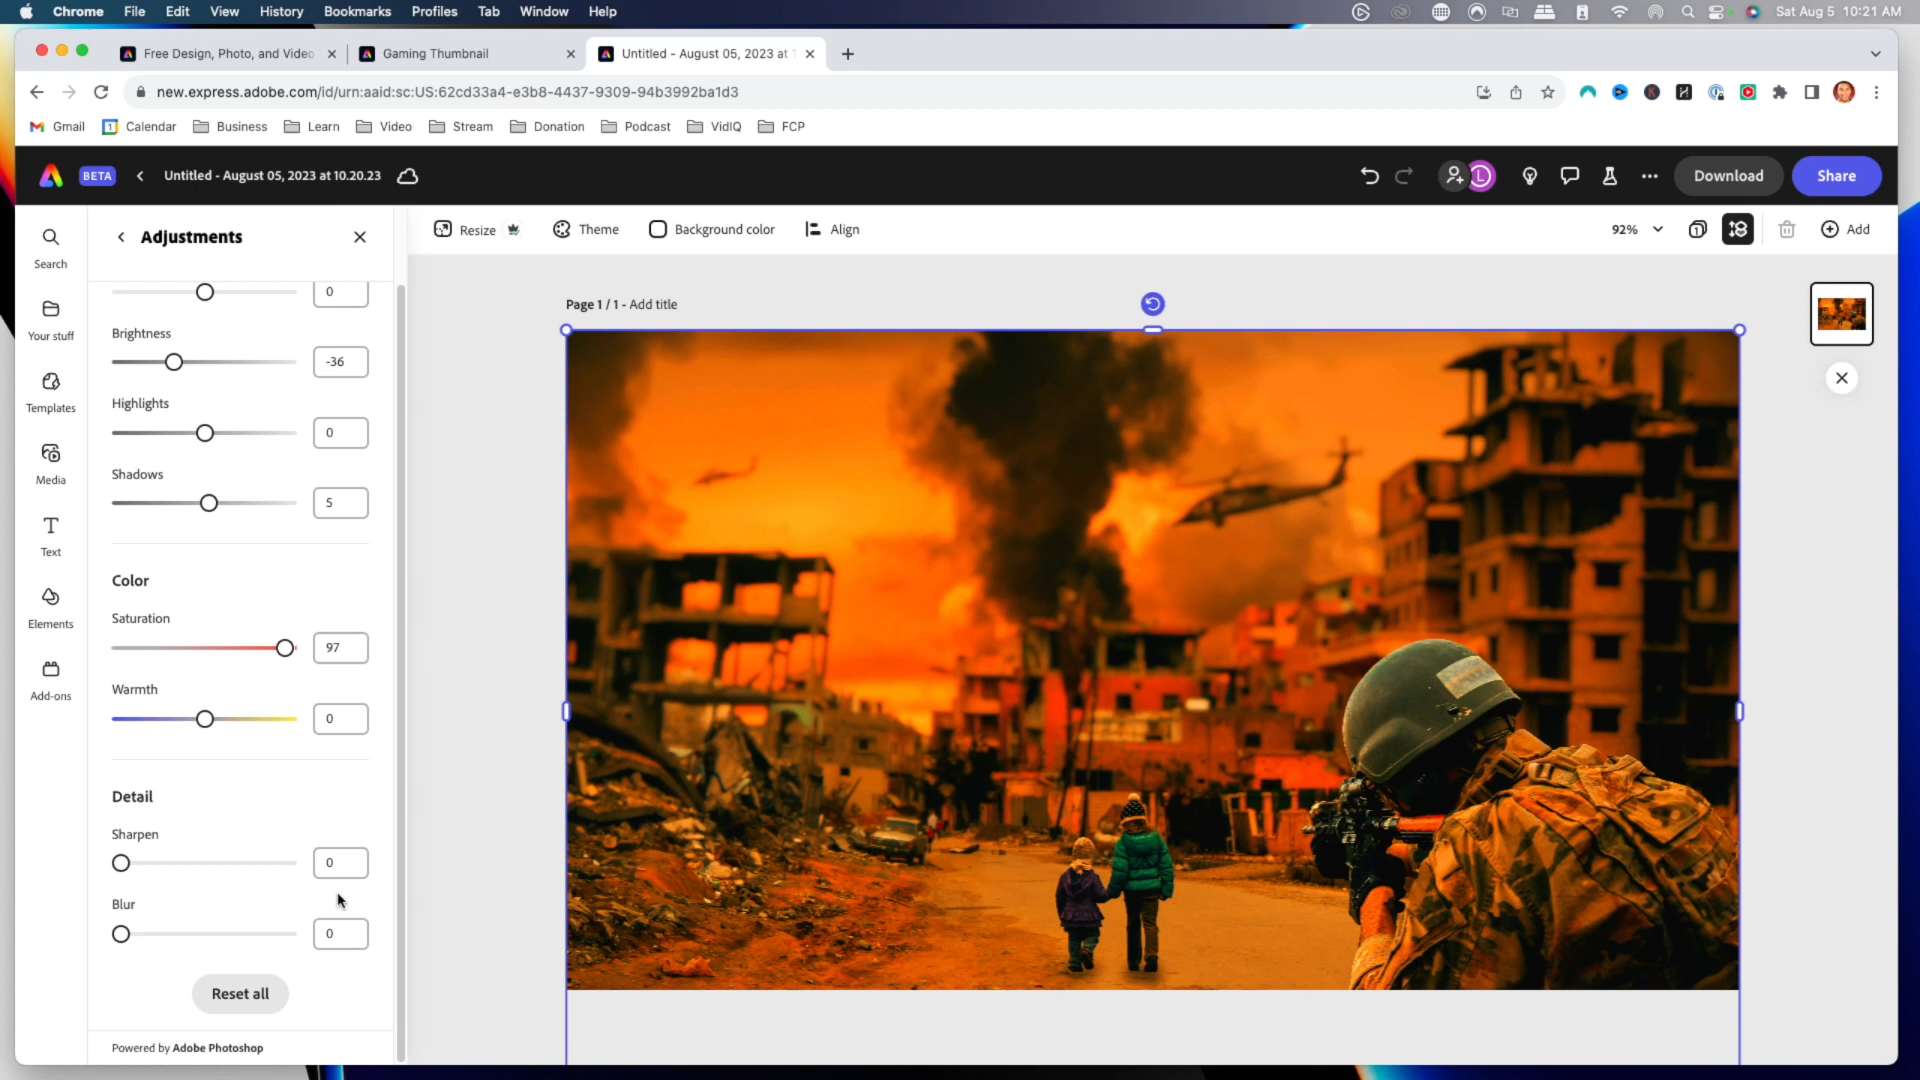 Chrome File Edit View History Bookmarks Profiles Tab Window Help Sat Aug 5 10:21 AM
Free Design, Photo, and Video Gaming Thumbnail Untitled - August 05, 2023 at
new.express.adobe.com/id/urn:aaid:sc:US:62cd33a4-e3b8-4437-9309-94b3992ba1d3
Gmail Calendar Business Learn Video Stream Donation Podcast VidIQ FCP
BETA Untitled - August 05, 2023 at 10.20.23 L Download Share
Resize Theme Background color Align 92% 1 Add
Search
Your stuff
Templates
Media
Text
Elements
Add-ons
Adjustments
0
Brightness
-36
Highlights
0
Shadows
5
Color
Saturation
97
Warmth
0
Detail
Sharpen
0
Blur
0
Reset all
Powered by Adobe Photoshop
Page 1 / 1 - Add title